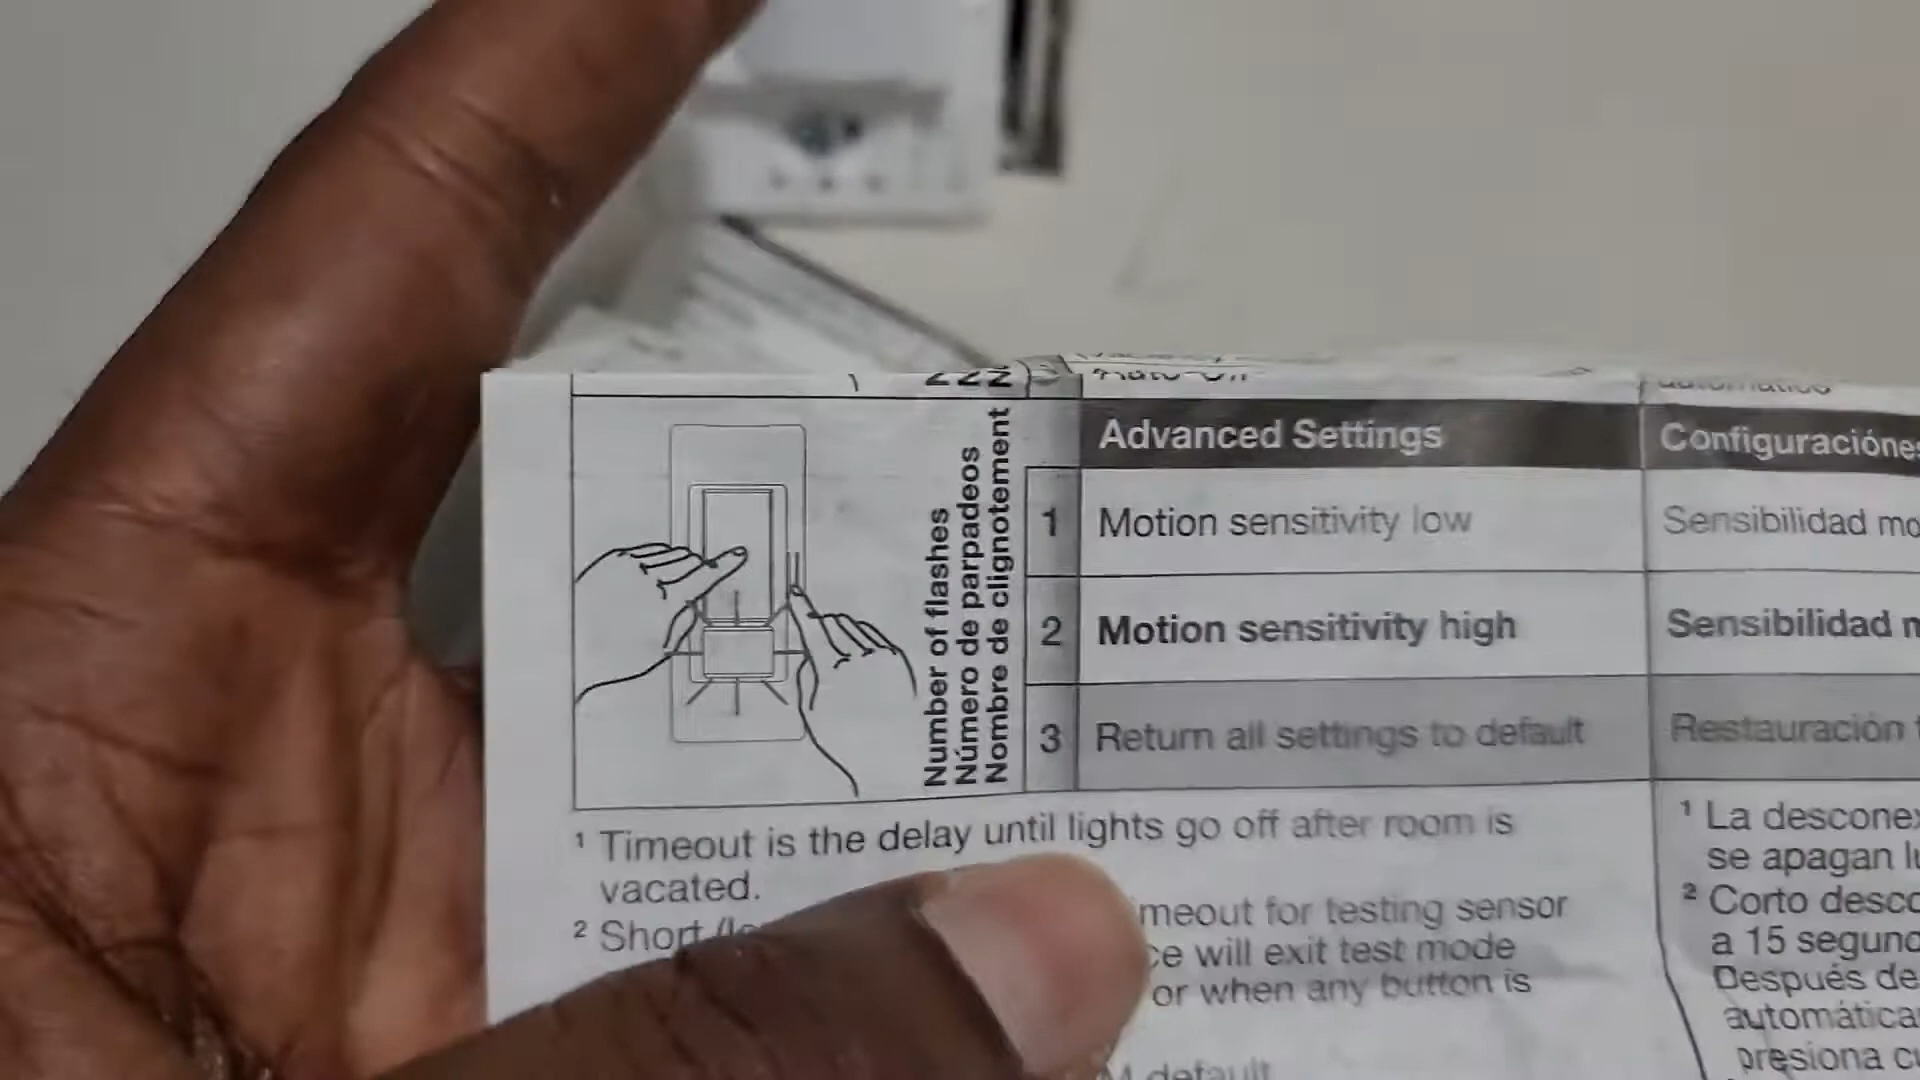 Number of flashes
Número de parpadeos
Nombre de clignotement
Advanced Settings
1 Motion sensitivity low
2 Motion sensitivity high
3 Return all settings to default
Configuraciónes
Sensibilidad mo
Sensibilidad m
Restauración
¹ Timeout is the delay until lights go off after room is
vacated.
² Short
meout for testing sensor
ce will exit test mode
or when any button is
default
¹ La descone
se apagan
² Corto desco
a 15 segund
Después de
automática
presiona